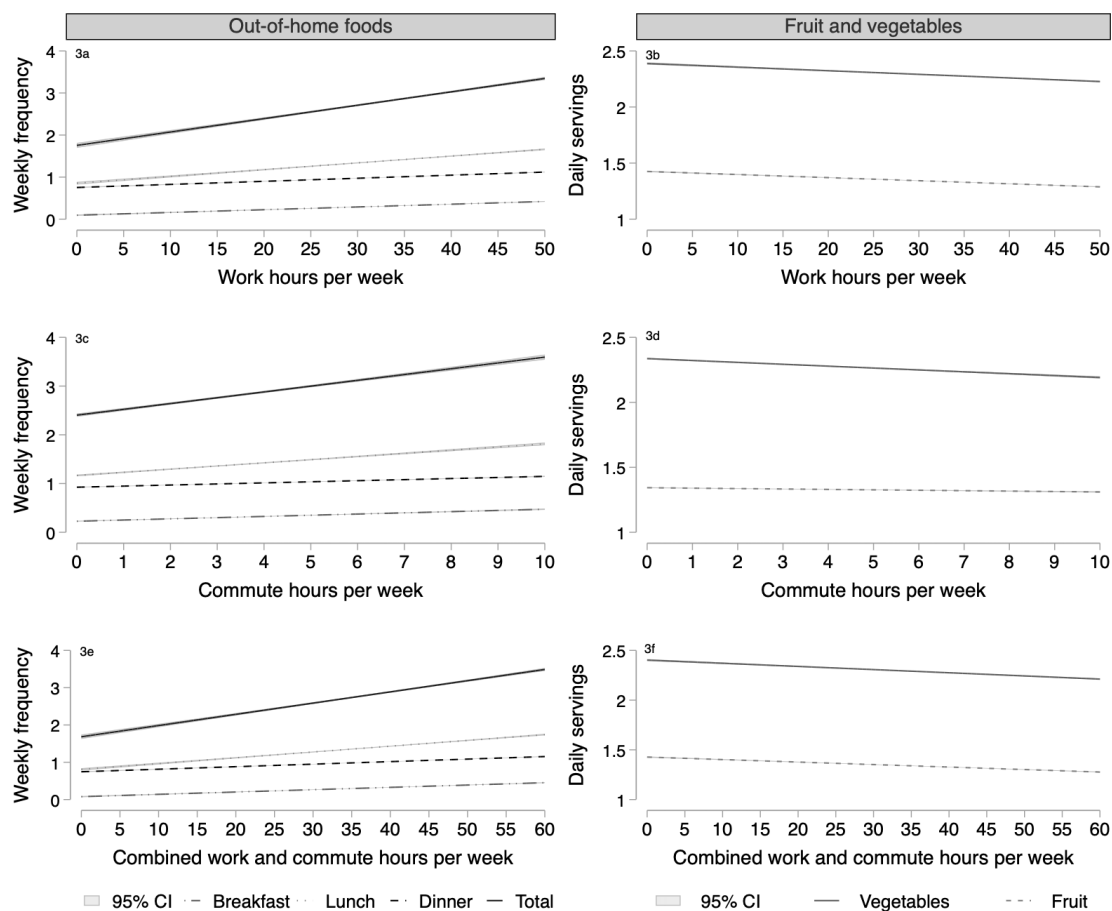 Out-of-home foods
3a
Weekly frequency
4
3
2
1
0
0 5 10 15 20 25 30 35 40 45 50
Work hours per week
Fruit and vegetables
3b
Daily servings
2.5
2
1.5
1
0 5 10 15 20 25 30 35 40 45 50
Work hours per week
3c
Weekly frequency
4
3
2
1
0
0 1 2 3 4 5 6 7 8 9 10
Commute hours per week
3d
Daily servings
2.5
2
1.5
1
0 1 2 3 4 5 6 7 8 9 10
Commute hours per week
3e
Weekly frequency
4
3
2
1
0
0 5 10 15 20 25 30 35 40 45 50 55 60
Combined work and commute hours per week
3f
Daily servings
2.5
2
1.5
1
0 5 10 15 20 25 30 35 40 45 50 55 60
Combined work and commute hours per week
95% CI Breakfast Lunch Dinner Total
95% CI Vegetables Fruit